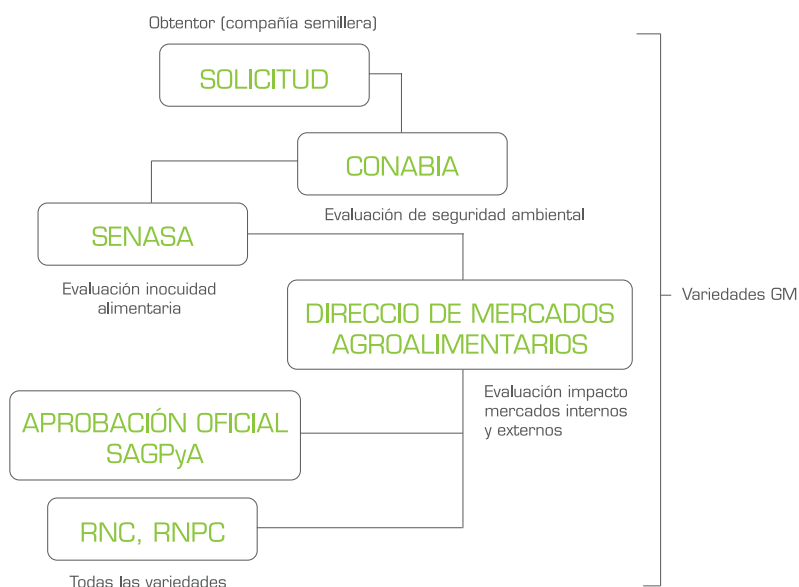 Obtentor (compañía semillera)
SOLICITUD
CONABIA
Evaluación de seguridad ambiental
SENASA
Evaluación inocuidad
alimentaria
DIRECCIO DE MERCADOS
AGROALIMENTARIOS
Variedades GM
Evaluación impacto
mercados internos
y externos
APROBACIÓN OFICIAL
SAGPyA
RNC, RNPC
Todas las variedades